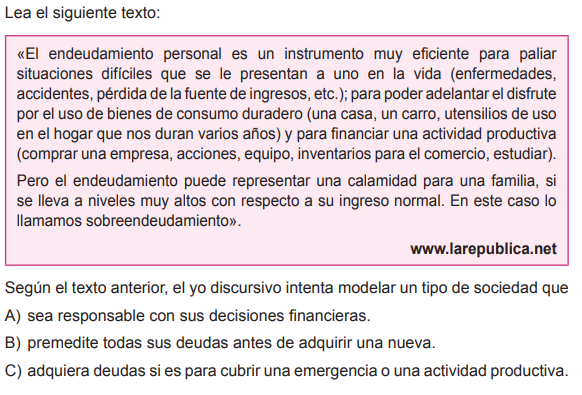 Lea el siguiente texto:
«El endeudamiento personal es un instrumento muy eficiente para paliar
situaciones difíciles que se le presentan a uno en la vida (enfermedades,
accidentes, pérdida de la fuente de ingresos, etc.); para poder adelantar el disfrute
por el uso de bienes de consumo duradero (una casa, un carro, utensilios de uso
en el hogar que nos duran varios años) y para financiar una actividad productiva
(comprar una empresa, acciones, equipo, inventarios para el comercio, estudiar).
Pero el endeudamiento puede representar una calamidad para una familia, si
se lleva a niveles muy altos con respecto a su ingreso normal. En este caso lo
llamamos sobreendeudamiento».
www.larepublica.net
Según el texto anterior, el yo discursivo intenta modelar un tipo de sociedad que
A) sea responsable con sus decisiones financieras.
B) premedite todas sus deudas antes de adquirir una nueva.
C) adquiera deudas si es para cubrir una emergencia o una actividad productiva.